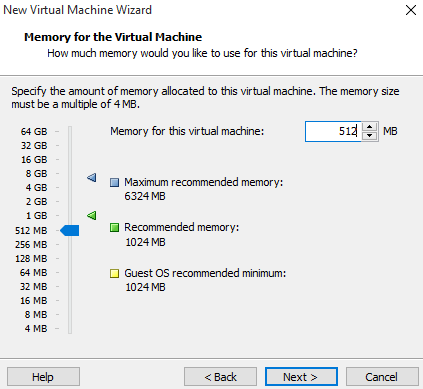 New Virtual Machine Wizard
Memory for the Virtual Machine
How much memory would you like to use for this virtual machine?
Specify the amount of memory allocated to this virtual machine. The memory size
must be a multiple of 4 MB.
Memory for this virtual machine: 512 MB
64 GB
32 GB
16 GB
8 GB
4 GB
2 GB
1 GB
512 MB
256 MB
128 MB
64 MB
32 MB
16 MB
8 MB
4 MB
Maximum recommended memory:
6324 MB
Recommended memory:
1024 MB
Guest OS recommended minimum:
1024 MB
Help < Back Next > Cancel